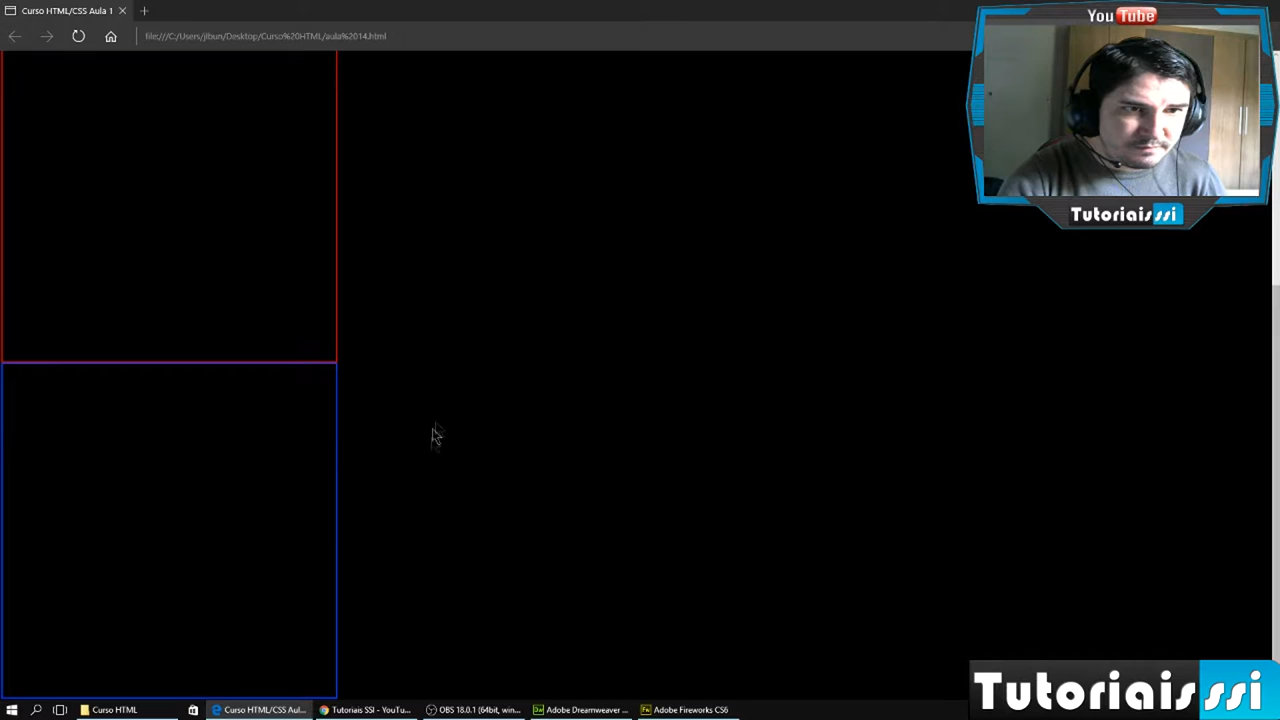 Curso HTML/CSS Aula 1
file:///C:/Users/jlbun/Desktop/Curso%20HTML/aula%2014.html
You Tube
Tutoriais ssi
Tutoriais ssi
Curso HTML
Curso HTML/CSS Aul...
Tutoriais SSI - YouTu...
OBS 18.0.1 (64bit, win...
Adobe Dreamweaver ...
Adobe Fireworks CS6